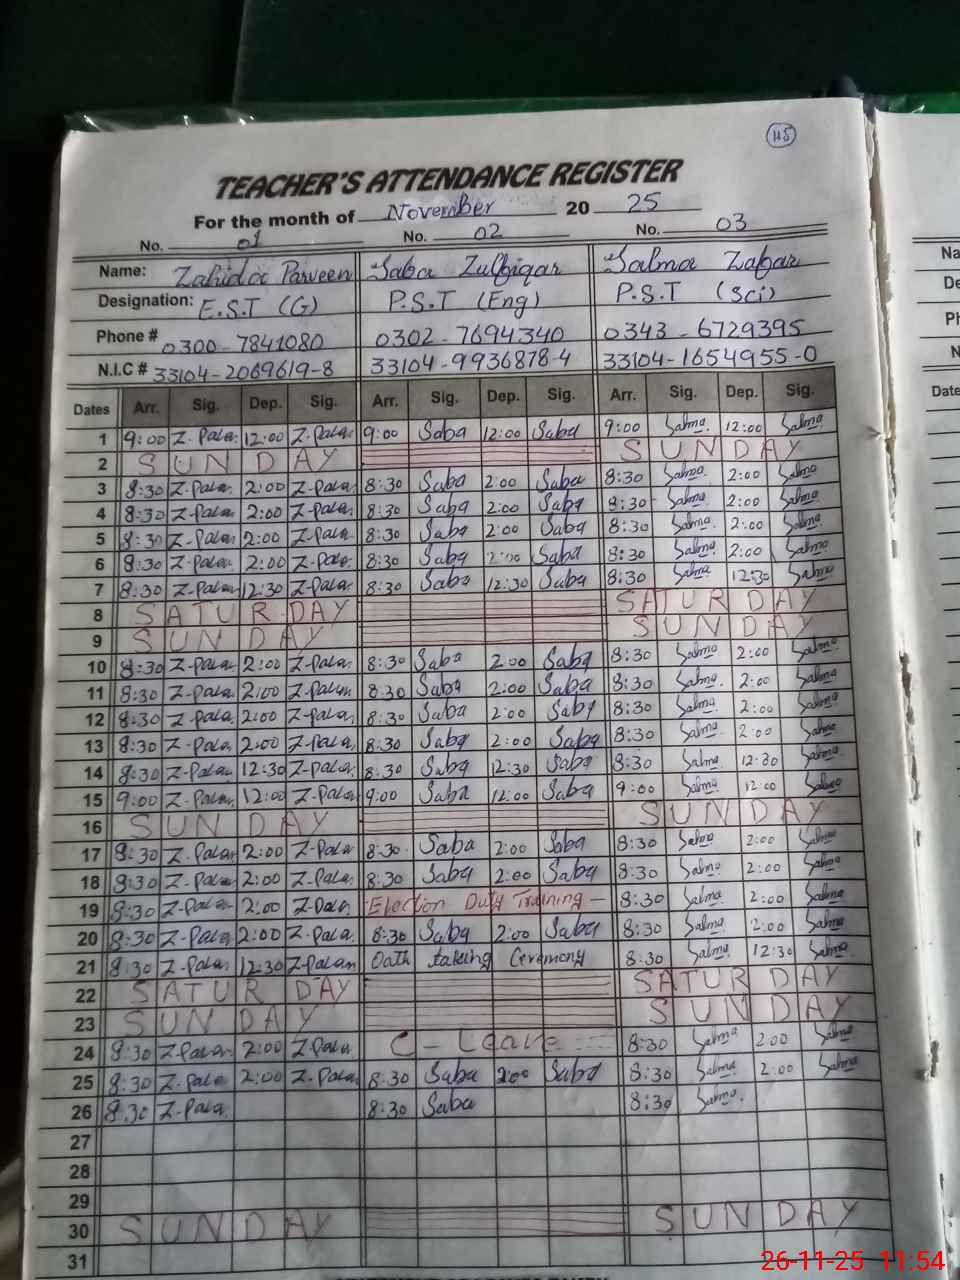 115
TEACHER'S ATTENDANCE REGISTER
For the month of November 20 25
No. 01 No. 02 No. 03
Name: Zahida Parveen Saba Zulfiqar Salma Zafar
Designation: E.S.T (G) P.S.T (Eng) P.S.T (Sci)
Phone # 0300-7841080 0302-7694340 0343-6729395
N.I.C # 33104-2069619-8 33104-9936878-4 33104-1654955-0
Dates Arr. Sig. Dep. Sig. Arr. Sig. Dep. Sig. Arr. Sig. Dep. Sig.
1 9:00 Z-Pala 12:00 Z-Pala 9:00 Saba 12:00 Saba 9:00 Salma 12:00 Salma
2 SUNDAY SUNDAY
3 8:30 Z-Pala 2:00 Z-Pala 8:30 Saba 2:00 Saba 8:30 Salma 2:00 Salma
4 8:30 Z-Pala 2:00 Z-Pala 8:30 Saba 2:00 Saba 8:30 Salma 2:00 Salma
5 8:30 Z-Pala 2:00 Z-Pala 8:30 Saba 2:00 Saba 8:30 Salma 2:00 Salma
6 8:30 Z-Pala 2:00 Z-Pala 8:30 Saba 2:00 Saba 8:30 Salma 2:00 Salma
7 8:30 Z-Pala 12:30 Z-Pala 8:30 Saba 12:30 Saba 8:30 Salma 12:30 Salma
8 SATURDAY SATURDAY
9 SUNDAY SUNDAY
10 8:30 Z-Pala 2:00 Z-Pala 8:30 Saba 2:00 Saba 8:30 Salma 2:00 Salma
11 8:30 Z-Pala 2:00 Z-Pala 8:30 Saba 2:00 Saba 8:30 Salma 2:00 Salma
12 8:30 Z-Pala 2:00 Z-Pala 8:30 Saba 2:00 Saba 8:30 Salma 2:00 Salma
13 8:30 Z-Pala 2:00 Z-Pala 8:30 Saba 2:00 Saba 8:30 Salma 2:00 Salma
14 8:30 Z-Pala 12:30 Z-Pala 8:30 Saba 12:30 Saba 8:30 Salma 12:30 Salma
15 9:00 Z-Pala 12:00 Z-Pala 9:00 Saba 12:00 Saba 9:00 Salma 12:00 Salma
16 SUNDAY SUNDAY
17 8:30 Z-Pala 2:00 Z-Pala 8:30 Saba 2:00 Saba 8:30 Salma 2:00 Salma
18 8:30 Z-Pala 2:00 Z-Pala 8:30 Saba 2:00 Saba 8:30 Salma 2:00 Salma
19 8:30 Z-Pala 2:00 Z-Pala Election Duty Training - 8:30 Salma 2:00 Salma
20 8:30 Z-Pala 2:00 Z-Pala 8:30 Saba 2:00 Saba 8:30 Salma 2:00 Salma
21 8:30 Z-Pala 12:30 Z-Pala Oath taking Ceremony 8:30 Salma 12:30 Salma
22 SATURDAY SATURDAY
23 SUNDAY SUNDAY
24 8:30 Z-Pala 2:00 Z-Pala C-Leave 8:30 Salma 2:00 Salma
25 8:30 Z-Pala 2:00 Z-Pala 8:30 Saba 2:00 Saba 8:30 Salma 2:00 Salma
26 8:30 Z-Pala 8:30 Saba 8:30 Salma
27
28
29
30 SUNDAY SUNDAY
31
26-11-25 11:54